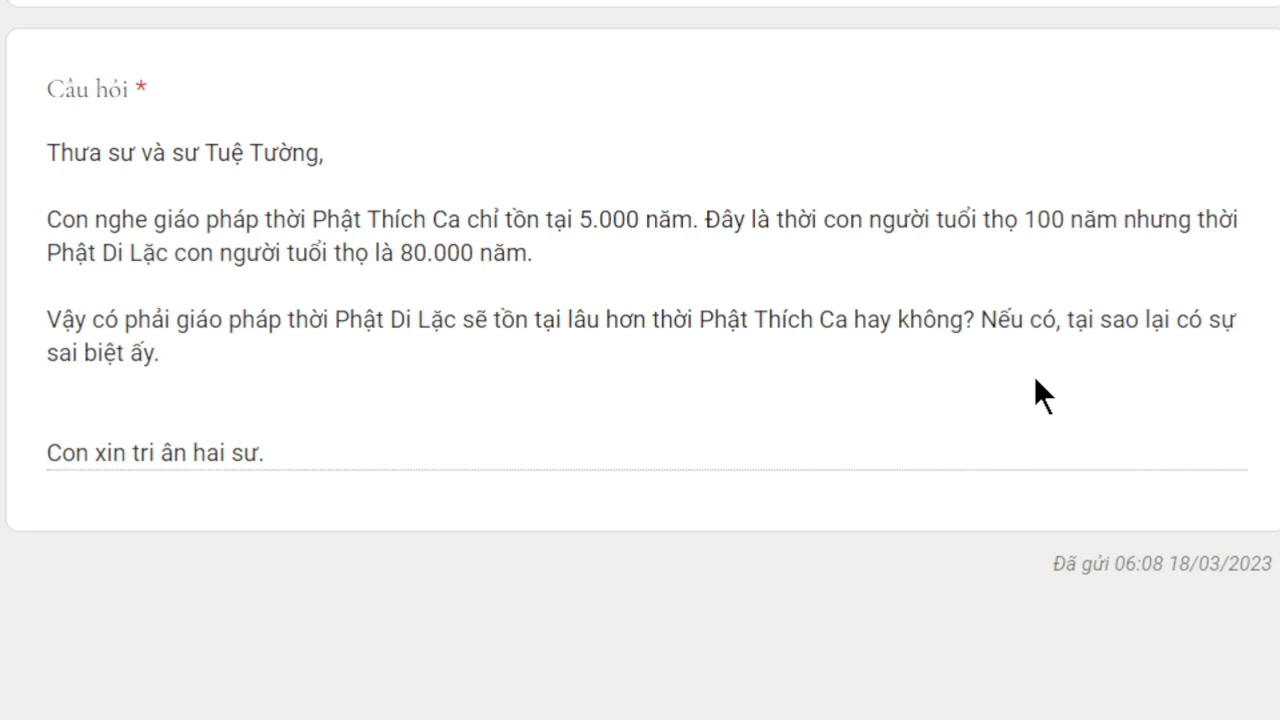 Câu hỏi *
Thưa sư và sư Tuệ Tường,
Con nghe giáo pháp thời Phật Thích Ca chỉ tồn tại 5.000 năm. Đây là thời con người tuổi thọ 100 năm nhưng thời
Phật Di Lặc con người tuổi thọ là 80.000 năm.
Vậy có phải giáo pháp thời Phật Di Lặc sẽ tồn tại lâu hơn thời Phật Thích Ca hay không? Nếu có, tại sao lại có sự
sai biệt ấy.
Con xin tri ân hai sư.
Đã gửi 06:08 18/03/2023